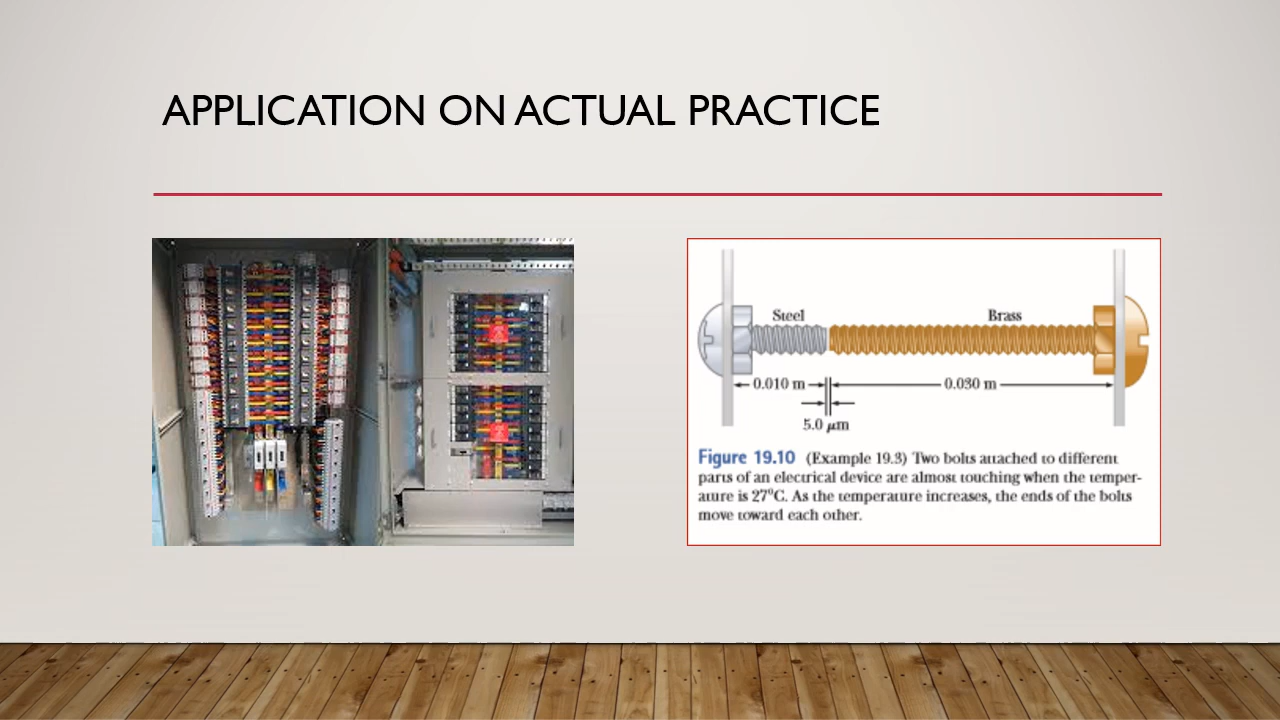 APPLICATION ON ACTUAL PRACTICE
Steel
Brass
0.010 m
0.030 m
5.0 μm
Figure 19.10 (Example 19.3) Two bolts attached to different
parts of an electrical device are almost touching when the temper-
ature is 27°C. As the temperature increases, the ends of the bolts
move toward each other.